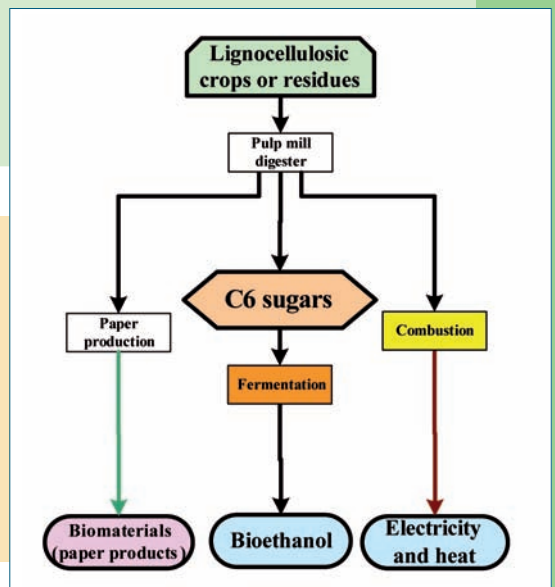 Lignocellulosic
crops or residues
Pulp mill
digester
C6 sugars
Paper
production
Combustion
Fermentation
Biomaterials
(paper products)
Bioethanol
Electricity
and heat